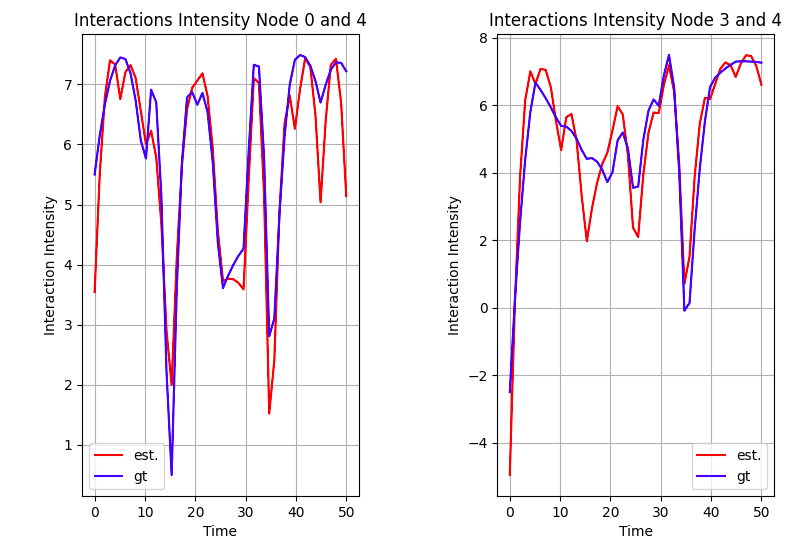 Interactions Intensity Node 0 and 4
Interaction Intensity
7
6
5
4
3
2
1
0 10 20 30 40 50
Time
est.
gt
Interactions Intensity Node 3 and 4
Interaction Intensity
8
6
4
2
0
−2
−4
0 10 20 30 40 50
Time
est.
gt